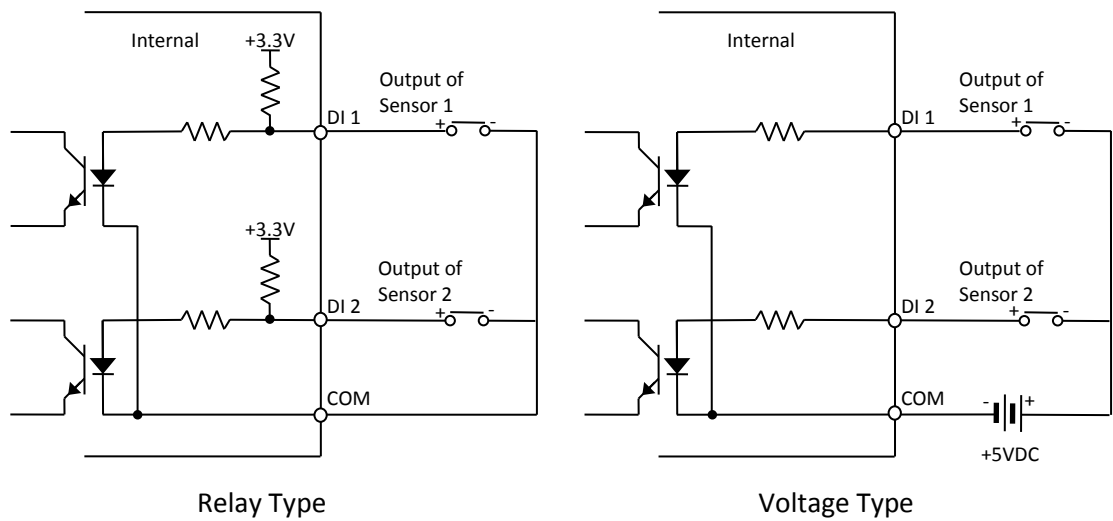 Internal
+3.3V
Output of
Sensor 1
DI 1
+ -
+3.3V
Output of
Sensor 2
DI 2
+ -
COM
Relay Type
Internal
Output of
Sensor 1
DI 1
+ -
Output of
Sensor 2
DI 2
+ -
COM
- +
+5VDC
Voltage Type